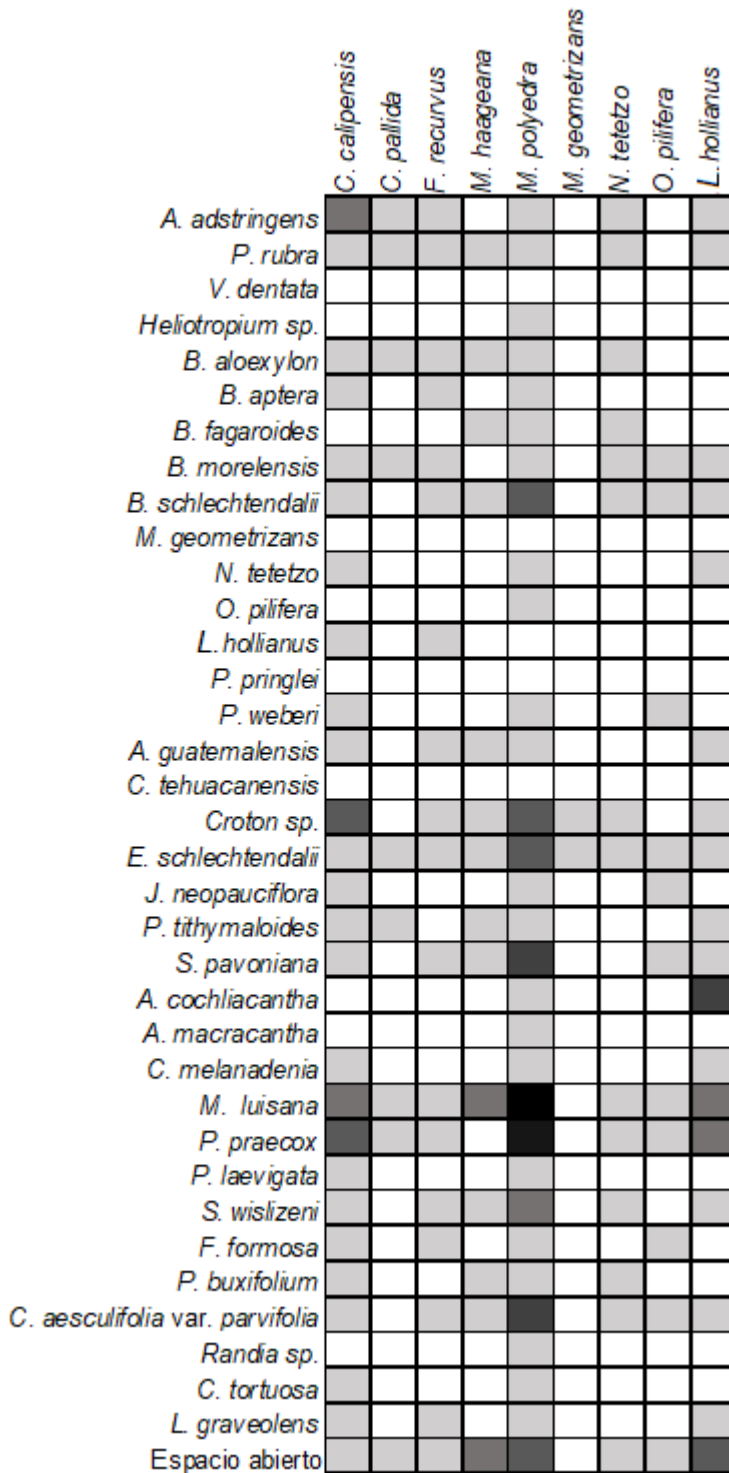 C. calipensis
C. pallida
F. recurvus
M. haageana
M. polyedra
M. geometrizans
N. tetetzo
O. pilifera
L. hollianus
A. adstringens
P. rubra
V. dentata
Heliotropium sp.
B. aloexylon
B. aptera
B. fagaroides
B. morelensis
B. schlechtendalii
M. geometrizans
N. tetetzo
O. pilifera
L. hollianus
P. pringlei
P. weberi
A. guatemalensis
C. tehuacanensis
Croton sp.
E. schlechtendalii
J. neopauciflora
P. tithymaloides
S. pavoniana
A. cochliacantha
A. macracantha
C. melanadenia
M. luisana
P. praecox
P. laevigata
S. wislizeni
F. formosa
P. buxifolium
C. aesculifolia var. parvifolia
Randia sp.
C. tortuosa
L. graveolens
Espacio abierto